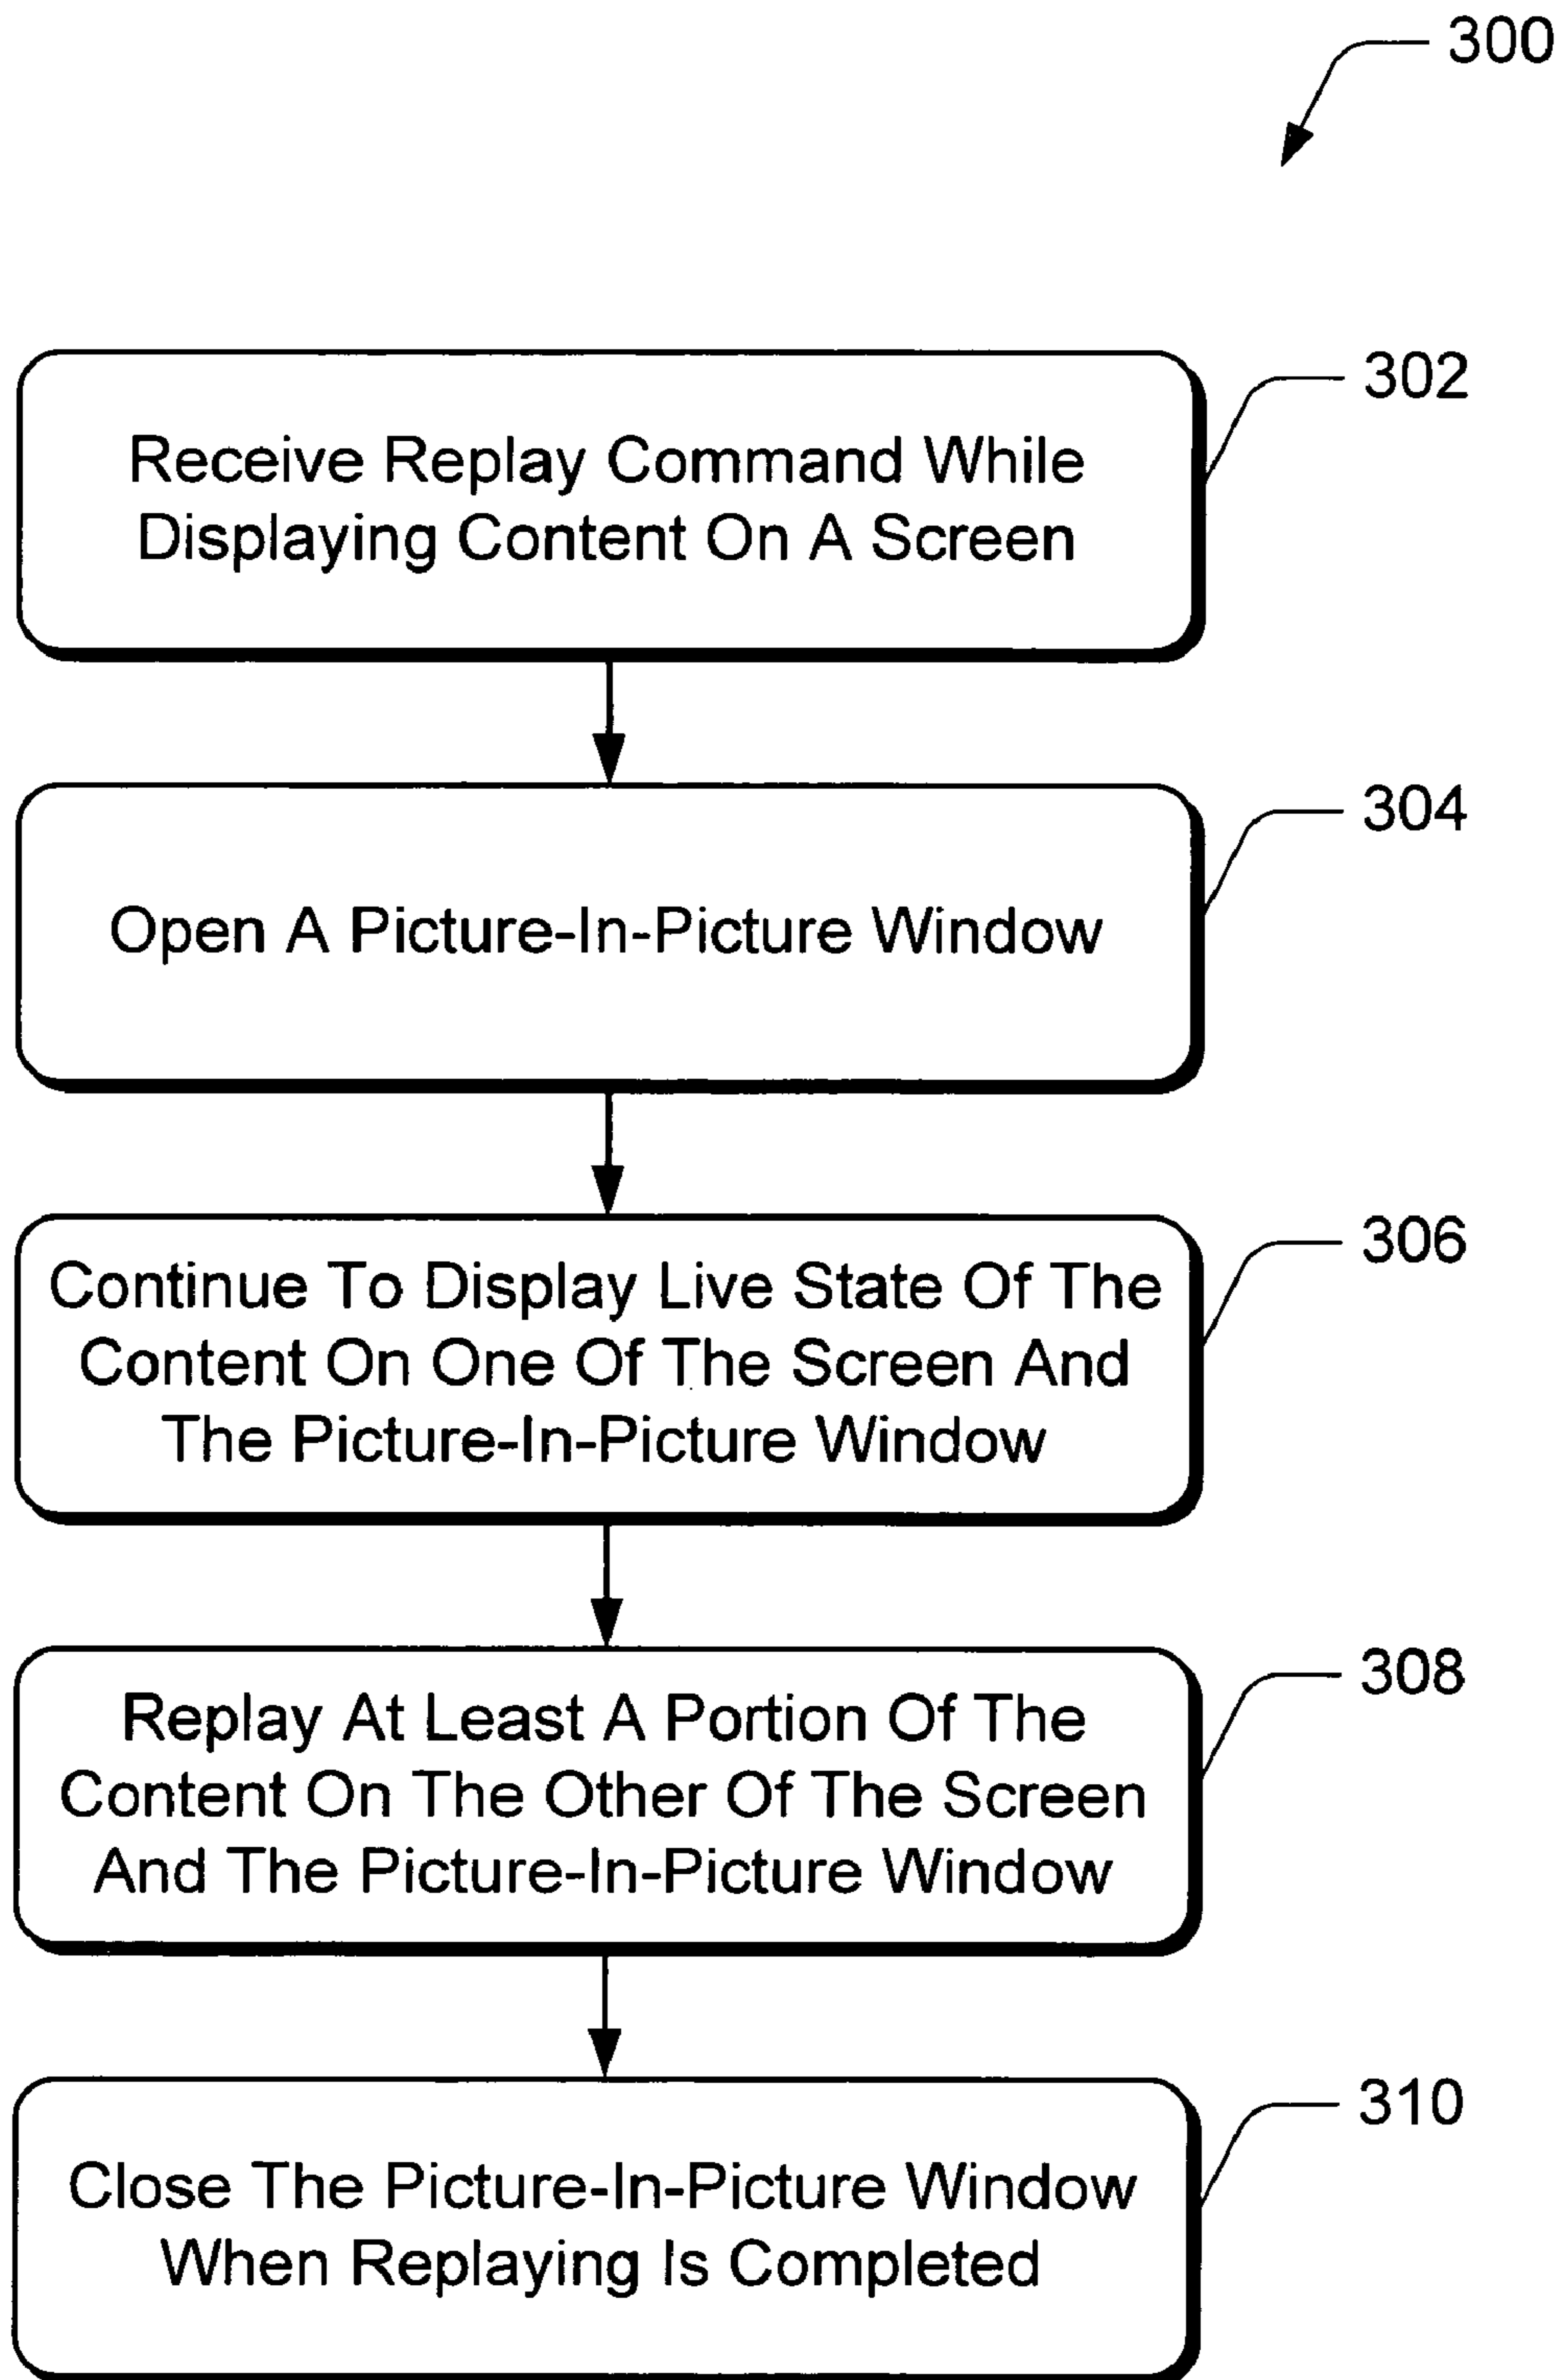 300
302
Receive Replay Command While
Displaying Content On A Screen
304
Open A Picture-In-Picture Window
306
Continue To Display Live State Of The
Content On One Of The Screen And
The Picture-In-Picture Window
308
Replay At Least A Portion Of The
Content On The Other Of The Screen
And The Picture-In-Picture Window
310
Close The Picture-In-Picture Window
When Replaying Is Completed